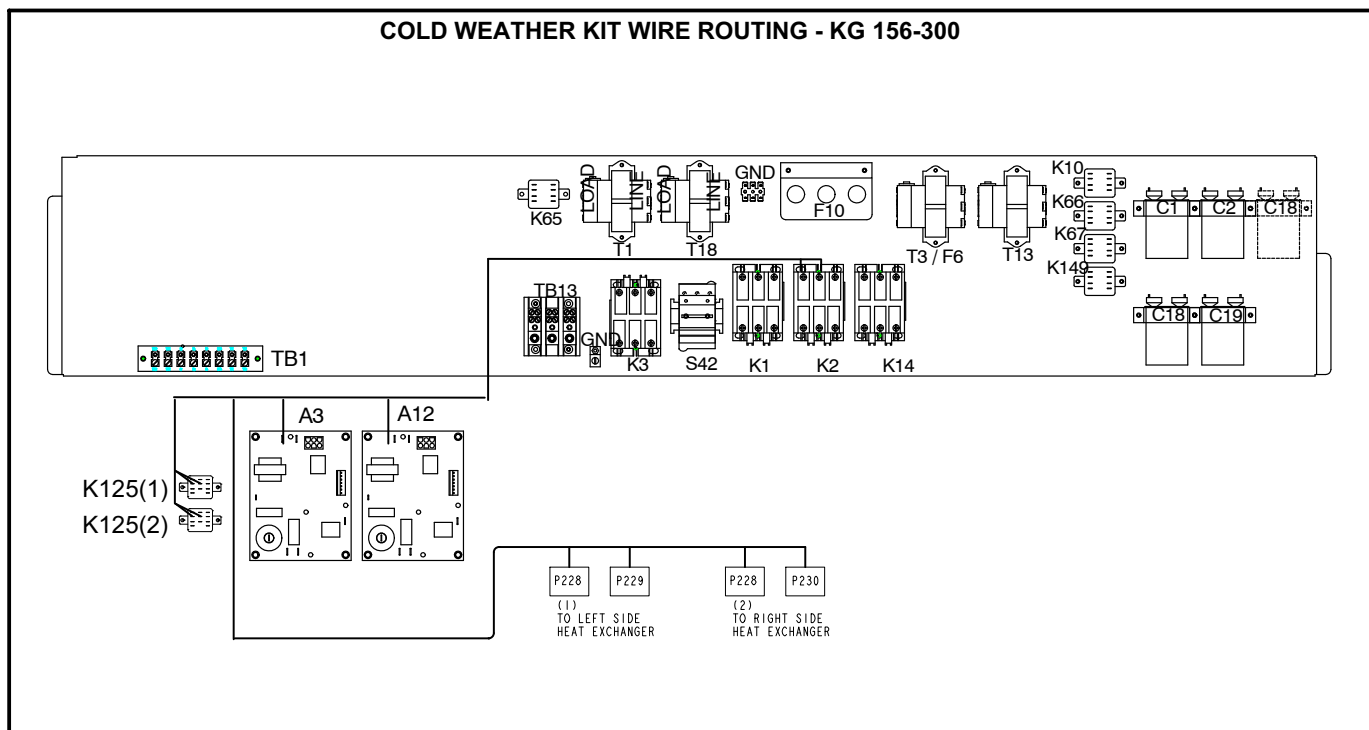 COLD WEATHER KIT WIRE ROUTING - KG 156-300
K65
LOAD
LINE
T1
LOAD
LINE
T18
GND
F10
T3 / F6
T13
K10
K66
K67
K149
C1
C2
C18
C18
C19
TB13
GND
K3
S42
K1
K2
K14
TB1
A3
A12
K125(1)
K125(2)
P228
P229
P228
P230
(1)
TO LEFT SIDE
HEAT EXCHANGER
(2)
TO RIGHT SIDE
HEAT EXCHANGER